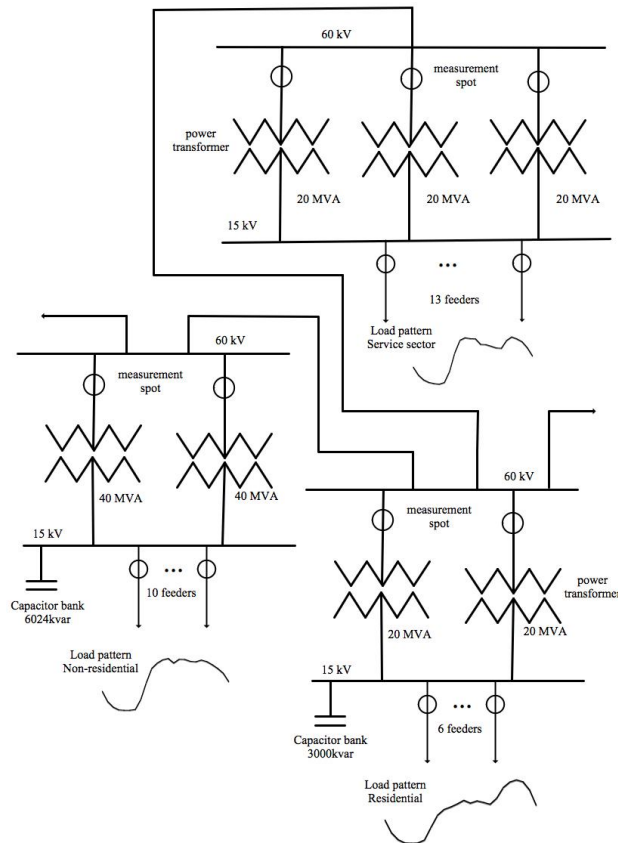 60 kV
measurement
spot
power
transformer
20 MVA
20 MVA
20 MVA
15 kV
13 feeders
Load pattern
Service sector
60 kV
measurement
spot
40 MVA
40 MVA
15 kV
10 feeders
Capacitor bank
6024kvar
Load pattern
Non-residential
60 kV
measurement
spot
power
transformer
20 MVA
20 MVA
15 kV
6 feeders
Capacitor bank
3000kvar
Load pattern
Residential